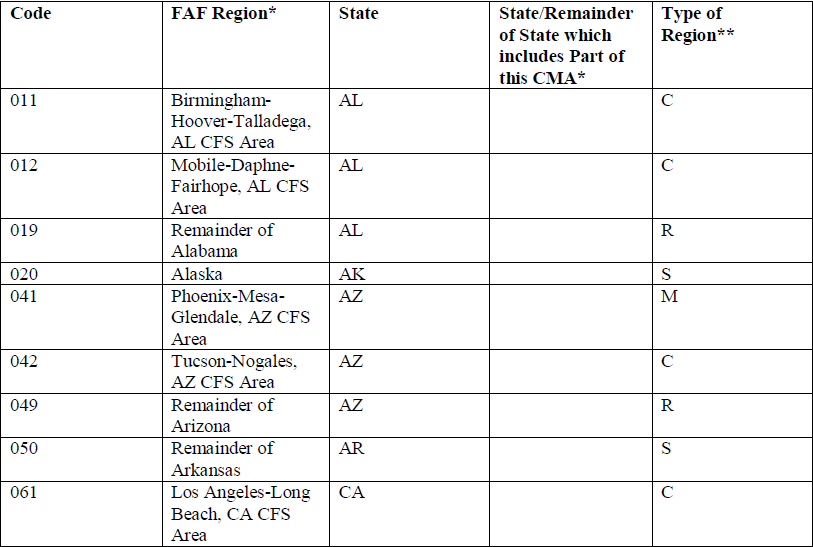 Code FAF Region* State State/Remainder Type of
of State which Region**
includes Part of
this CMA*
011 Birmingham- AL C
Hoover-Talladega,
AL CFS Area
012 Mobile-Daphne- AL C
Fairhope, AL CFS
Area
019 Remainder of AL R
Alabama
020 Alaska AK S
041 Phoenix-Mesa- AZ M
Glendale, AZ CFS
Area
042 Tucson-Nogales, AZ C
AZ CFS Area
049 Remainder of AZ R
Arizona
050 Remainder of AR S
Arkansas
061 Los Angeles-Long CA C
Beach, CA CFS
Area